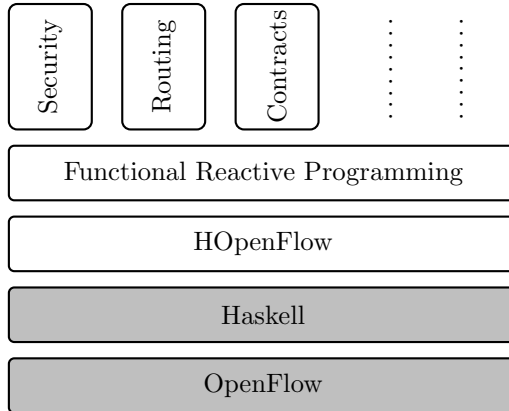 Security
Routing
Contracts
Functional Reactive Programming
HOpenFlow
Haskell
OpenFlow